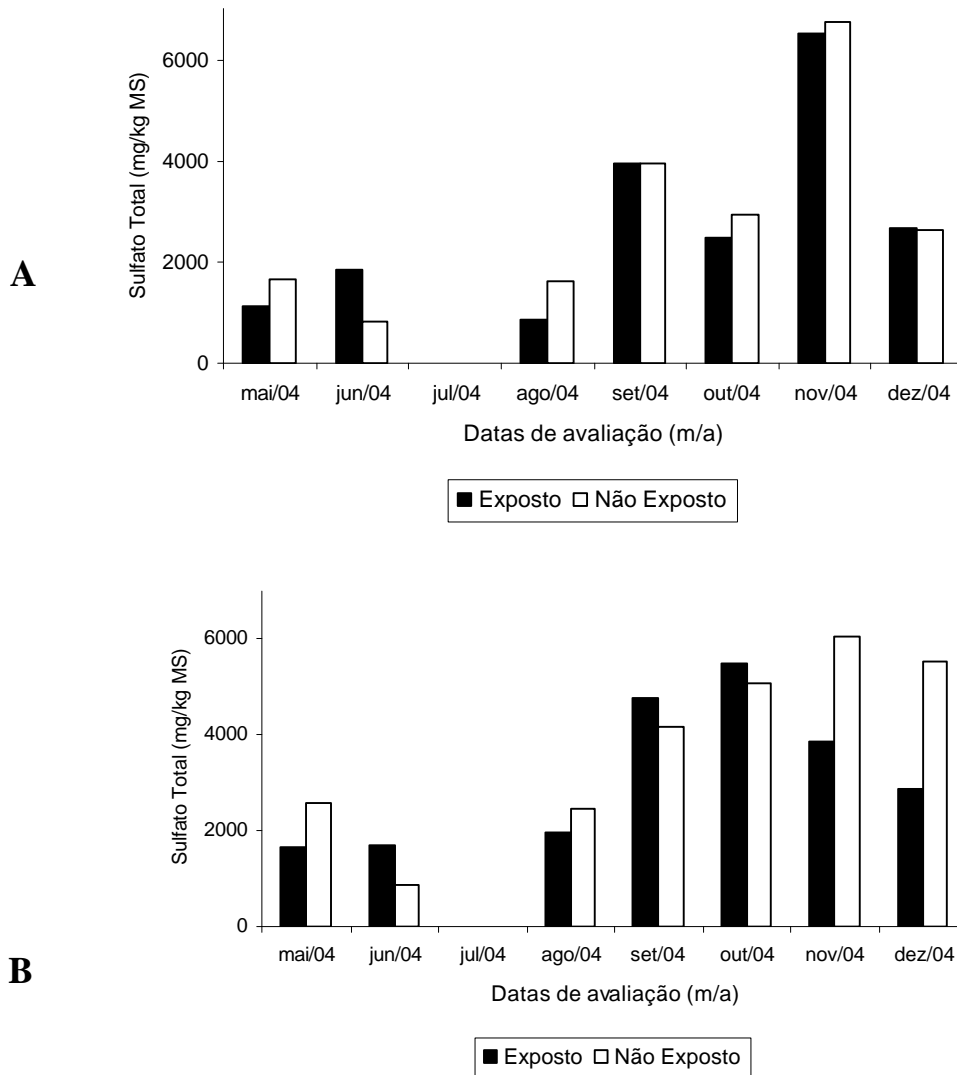 A
Sulfato Total (mg/kg MS)
6000
4000
2000
0
mai/04 jun/04 jul/04 ago/04 set/04 out/04 nov/04 dez/04
Datas de avaliação (m/a)
Exposto Não Exposto
B
Sulfato Total (mg/kg MS)
6000
4000
2000
0
mai/04 jun/04 jul/04 ago/04 set/04 out/04 nov/04 dez/04
Datas de avaliação (m/a)
Exposto Não Exposto